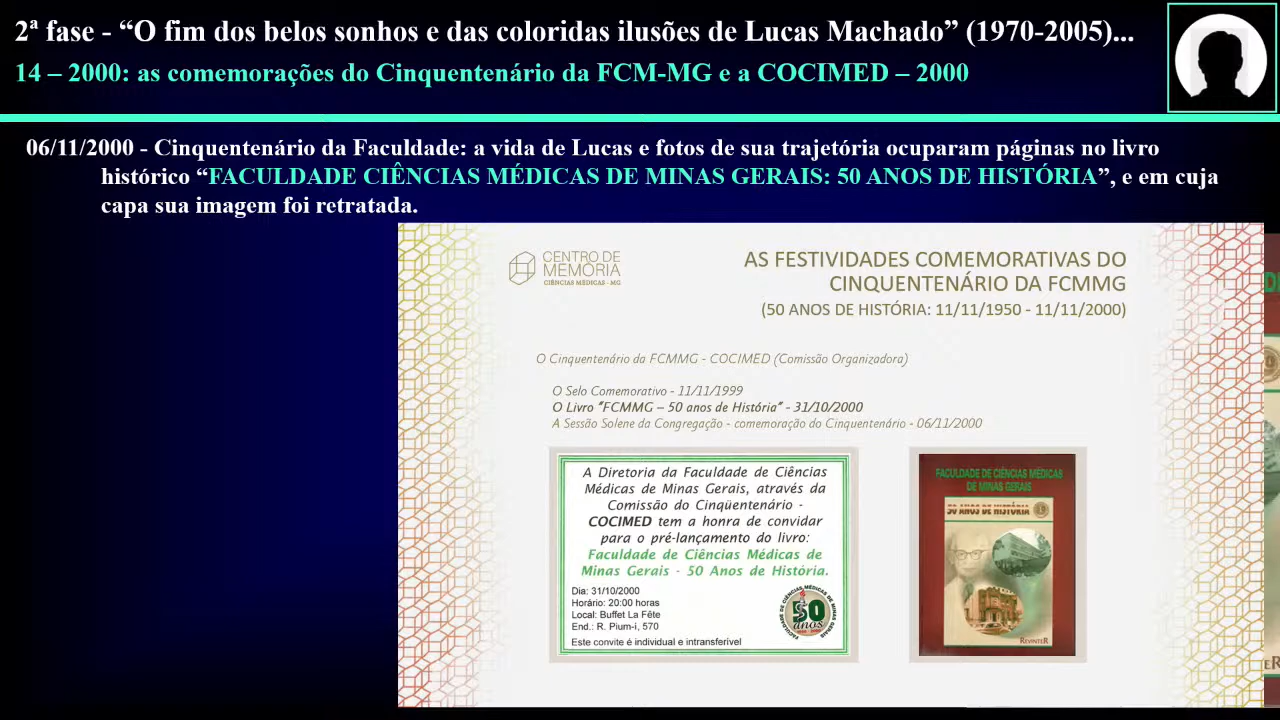 2ª fase - “O fim dos belos sonhos e das coloridas ilusões de Lucas Machado” (1970-2005)...
14 – 2000: as comemorações do Cinquentenário da FCM-MG e a COCIMED – 2000
06/11/2000 - Cinquentenário da Faculdade: a vida de Lucas e fotos de sua trajetória ocuparam páginas no livro
histórico “FACULDADE CIÊNCIAS MÉDICAS DE MINAS GERAIS: 50 ANOS DE HISTÓRIA”, e em cuja
capa sua imagem foi retratada.
CENTRO DE
MEMÓRIA
CIÊNCIAS MÉDICAS - MG
AS FESTIVIDADES COMEMORATIVAS DO
CINQUENTENÁRIO DA FCMMG
(50 ANOS DE HISTÓRIA: 11/11/1950 - 11/11/2000)
O Cinquentenário da FCMMG - COCIMED (Comissão Organizadora)
O Selo Comemorativo - 11/11/1999
O Livro “FCMMG – 50 anos de História” - 31/10/2000
A Sessão Solene da Congregação - comemoração do Cinquentenário - 06/11/2000
A Diretoria da Faculdade de Ciências
Médicas de Minas Gerais, através da
Comissão do Cinqüentenário -
COCIMED tem a honra de convidar
para o pré-lançamento do livro:
Faculdade de Ciências Médicas de
Minas Gerais - 50 Anos de História.
Dia: 31/10/2000
Horário: 20:00 horas
Local: Buffet La Fête
End.: R. Pium-i, 570
Este convite é individual e intransferível
FACULDADE DE CIÊNCIAS MÉDICAS DE MINAS GERAIS
50
anos
FACULDADE DE CIÊNCIAS MÉDICAS
DE MINAS GERAIS
50 ANOS DE HISTÓRIA
REVINTER